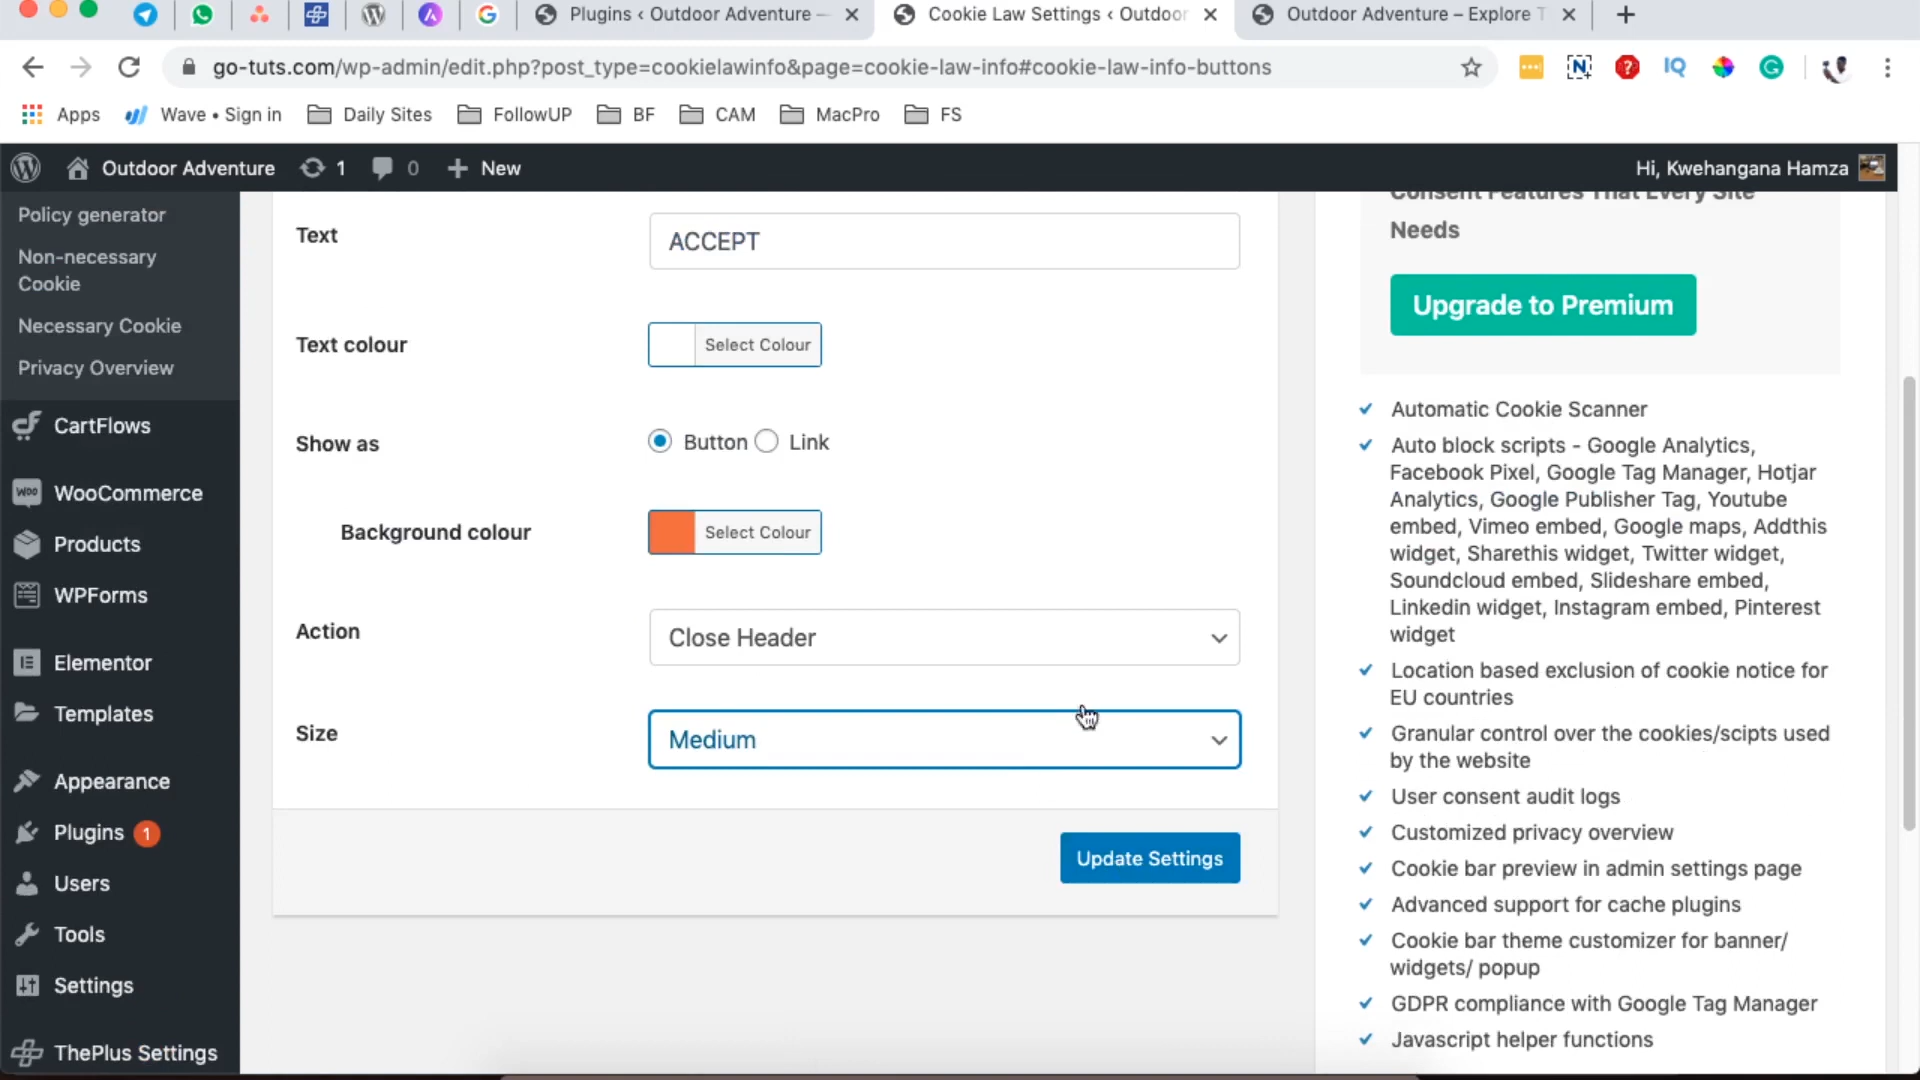 Plugins ‹ Outdoor Adventure —
Cookie Law Settings ‹ Outdoor
Outdoor Adventure – Explore T
go-tuts.com/wp-admin/edit.php?post_type=cookielawinfo&page=cookie-law-info#cookie-law-info-buttons
Apps
Wave • Sign in
Daily Sites
FollowUP
BF
CAM
MacPro
FS
Outdoor Adventure
1
0
New
Hi, Kwehangana Hamza
Policy generator
Non-necessary
Cookie
Necessary Cookie
Privacy Overview
CartFlows
WooCommerce
Products
WPForms
Elementor
Templates
Appearance
Plugins 1
Users
Tools
Settings
ThePlus Settings
Text
ACCEPT
Text colour
Select Colour
Show as
Button
Link
Background colour
Select Colour
Action
Close Header
Size
Medium
Update Settings
Consent Features That Every Site
Needs
Upgrade to Premium
Automatic Cookie Scanner
Auto block scripts - Google Analytics,
Facebook Pixel, Google Tag Manager, Hotjar
Analytics, Google Publisher Tag, Youtube
embed, Vimeo embed, Google maps, Addthis
widget, Sharethis widget, Twitter widget,
Soundcloud embed, Slideshare embed,
Linkedin widget, Instagram embed, Pinterest
widget
Location based exclusion of cookie notice for
EU countries
Granular control over the cookies/scipts used
by the website
User consent audit logs
Customized privacy overview
Cookie bar preview in admin settings page
Advanced support for cache plugins
Cookie bar theme customizer for banner/
widgets/ popup
GDPR compliance with Google Tag Manager
Javascript helper functions